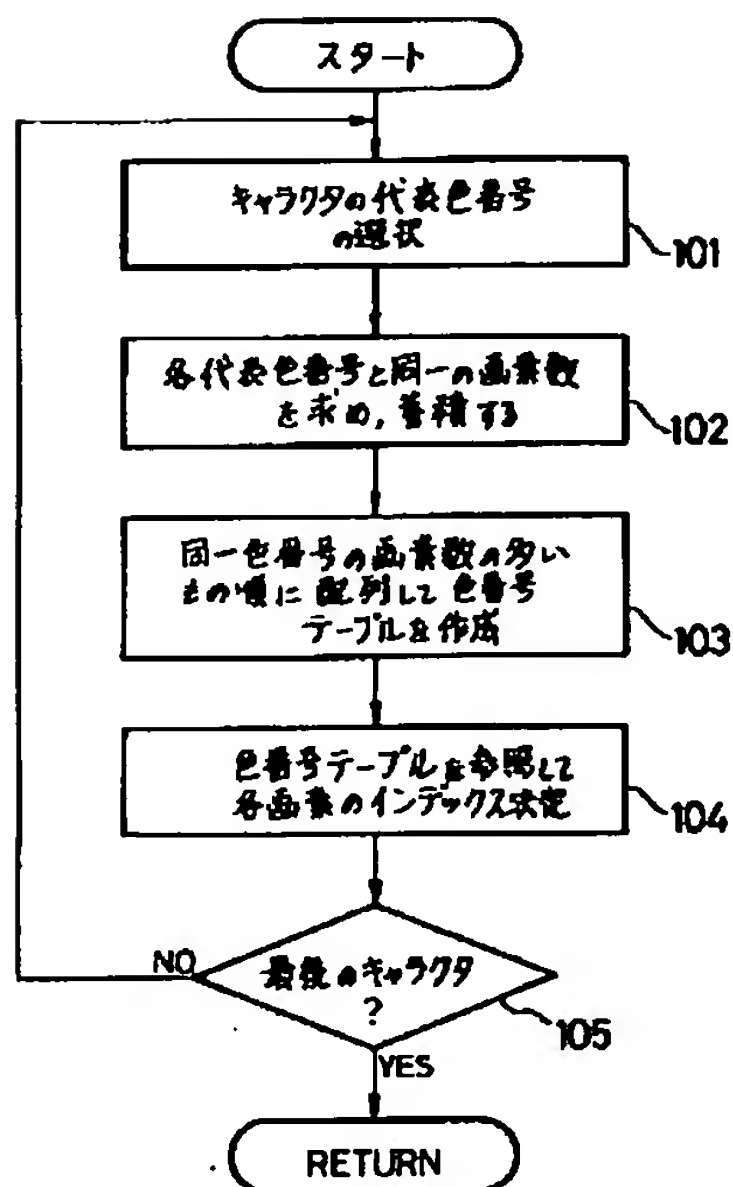 スタート
キャラクタの代表色番号
の選択
101
各代表色番号と同一の画素数
を求め,蓄積する
102
同一色番号の画素数の多い
もの順に配列して色番号
テーブルを作成
103
色番号テーブルを参照して
各画素のインデックス決定
104
NO
最後のキャラクタ
?
105
YES
RETURN